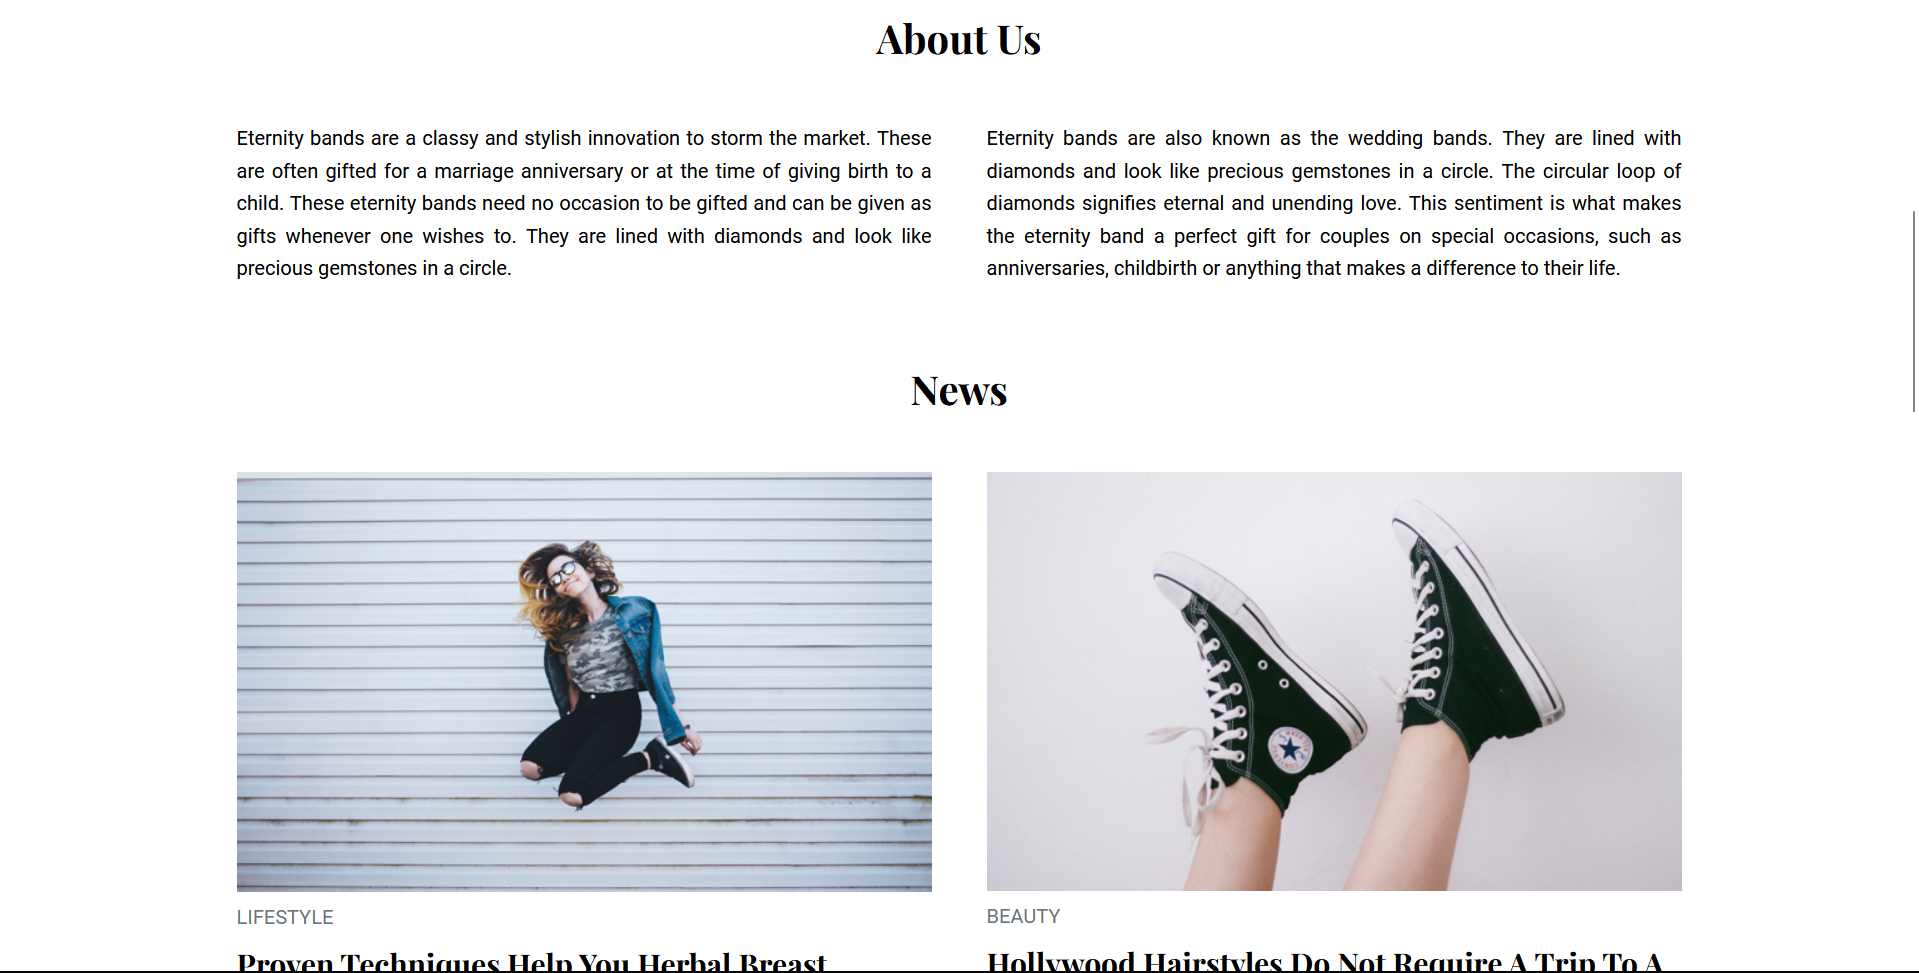 About Us
Eternity bands are a classy and stylish innovation to storm the market. These
are often gifted for a marriage anniversary or at the time of giving birth to a
child. These eternity bands need no occasion to be gifted and can be given as
gifts whenever one wishes to. They are lined with diamonds and look like
precious gemstones in a circle.
Eternity bands are also known as the wedding bands. They are lined with
diamonds and look like precious gemstones in a circle. The circular loop of
diamonds signifies eternal and unending love. This sentiment is what makes
the eternity band a perfect gift for couples on special occasions, such as
anniversaries, childbirth or anything that makes a difference to their life.
News
LIFESTYLE
Proven Techniques Help You Herbal Breast
BEAUTY
Hollywood Hairstyles Do Not Require A Trip To A